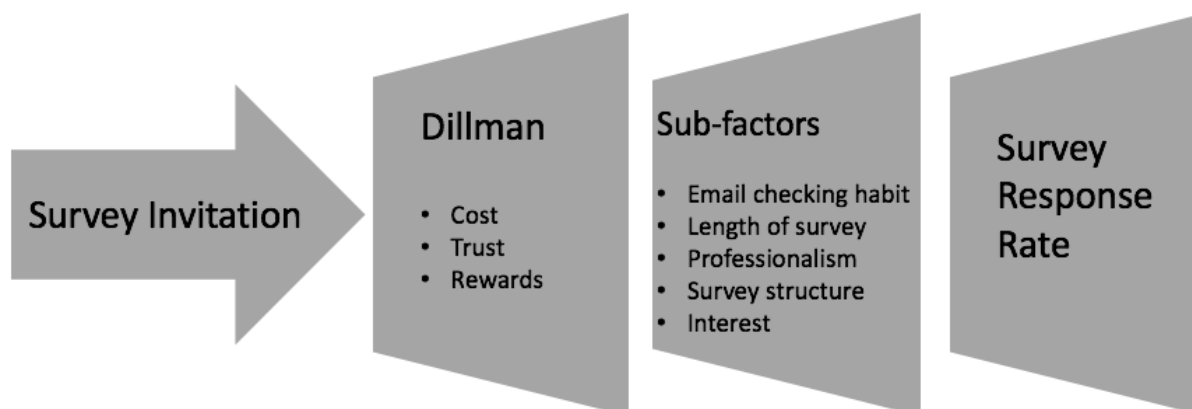 Survey Invitation
Dillman
• Cost
• Trust
• Rewards
Sub-factors
• Email checking habit
• Length of survey
• Professionalism
• Survey structure
• Interest
Survey
Response
Rate